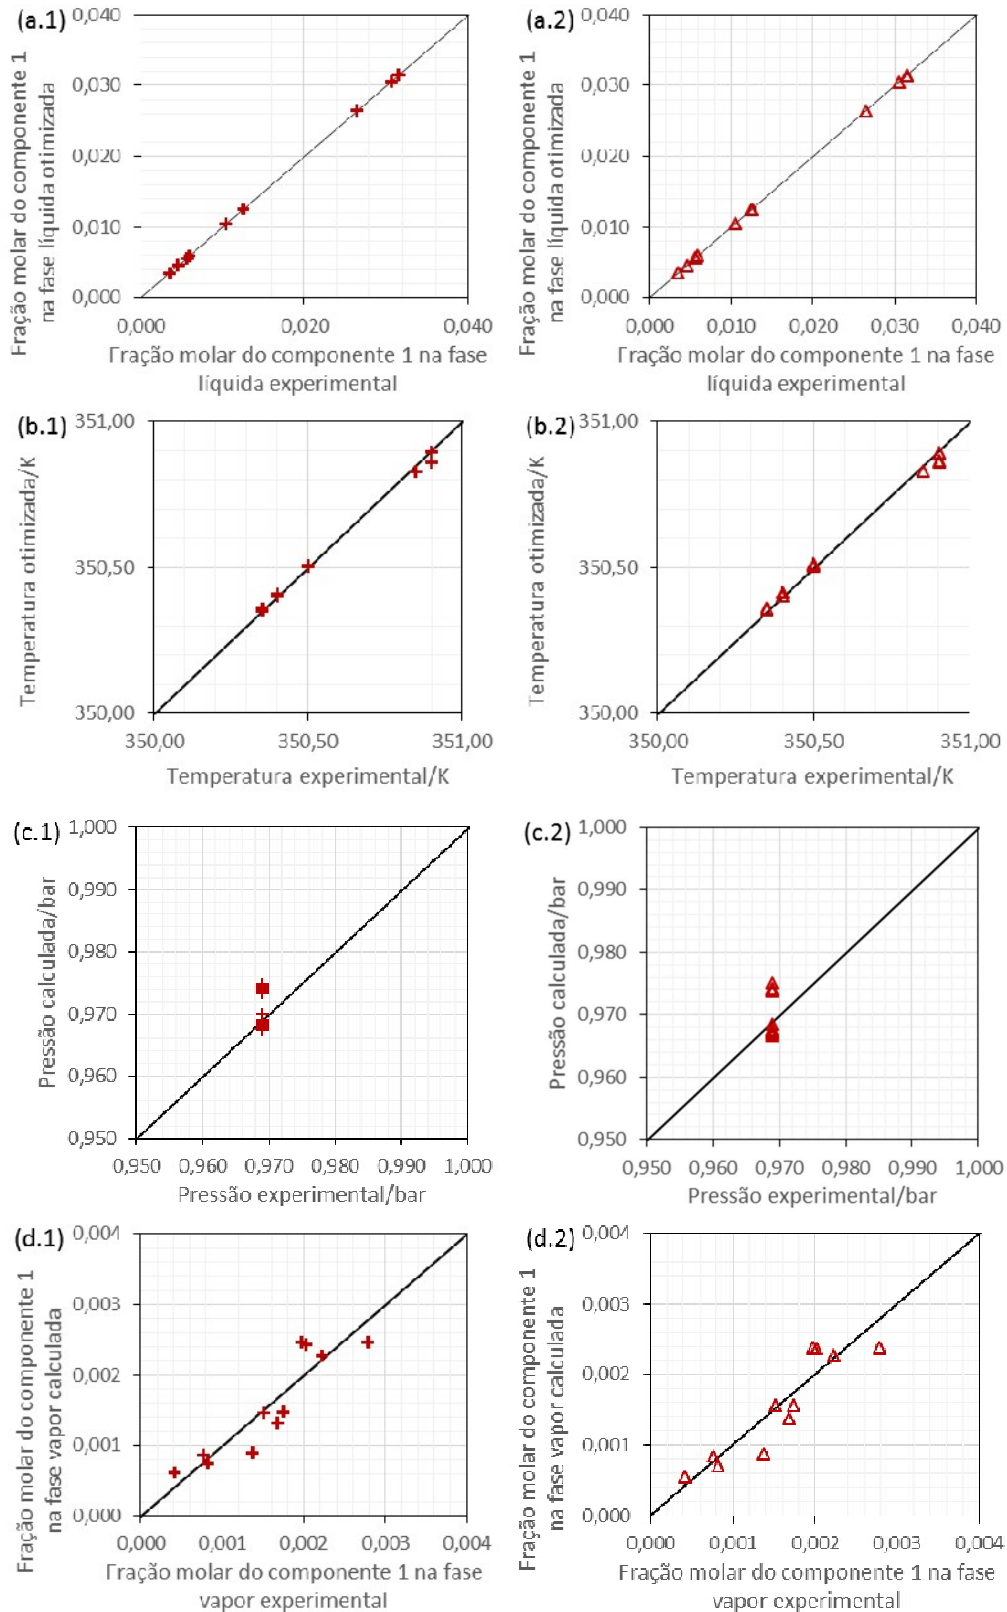 (a.1)
0,040
0,030
0,020
0,010
0,000
Fração molar do componente 1
na fase líquida otimizada
0,000
0,020
0,040
Fração molar do componente 1 na fase
líquida experimental
(a.2)
0,040
0,030
0,020
0,010
0,000
Fração molar do componente 1
na fase líquida otimizada
0,000
0,010
0,020
0,030
0,040
Fração molar do componente 1 na fase
líquida experimental
(b.1)
351,00
350,50
350,00
Temperatura otimizada/K
350,00
350,50
351,00
Temperatura experimental/K
(b.2)
351,00
350,50
350,00
Temperatura otimizada/K
350,00
350,50
351,00
Temperatura experimental/K
(c.1)
1,000
0,990
0,980
0,970
0,960
0,950
Pressão calculada/bar
0,950
0,960
0,970
0,980
0,990
1,000
Pressão experimental/bar
(c.2)
1,000
0,990
0,980
0,970
0,960
0,950
Pressão calculada/bar
0,950
0,960
0,970
0,980
0,990
1,000
Pressão experimental/bar
(d.1)
0,004
0,003
0,002
0,001
0,000
Fração molar do componente 1
na fase vapor calculada
0,000
0,001
0,002
0,003
0,004
Fração molar do componente 1 na fase
vapor experimental
(d.2)
0,004
0,003
0,002
0,001
0,000
Fração molar do componente 1
na fase vapor calculada
0,000
0,001
0,002
0,003
0,004
Fração molar do componente 1 na fase
vapor experimental